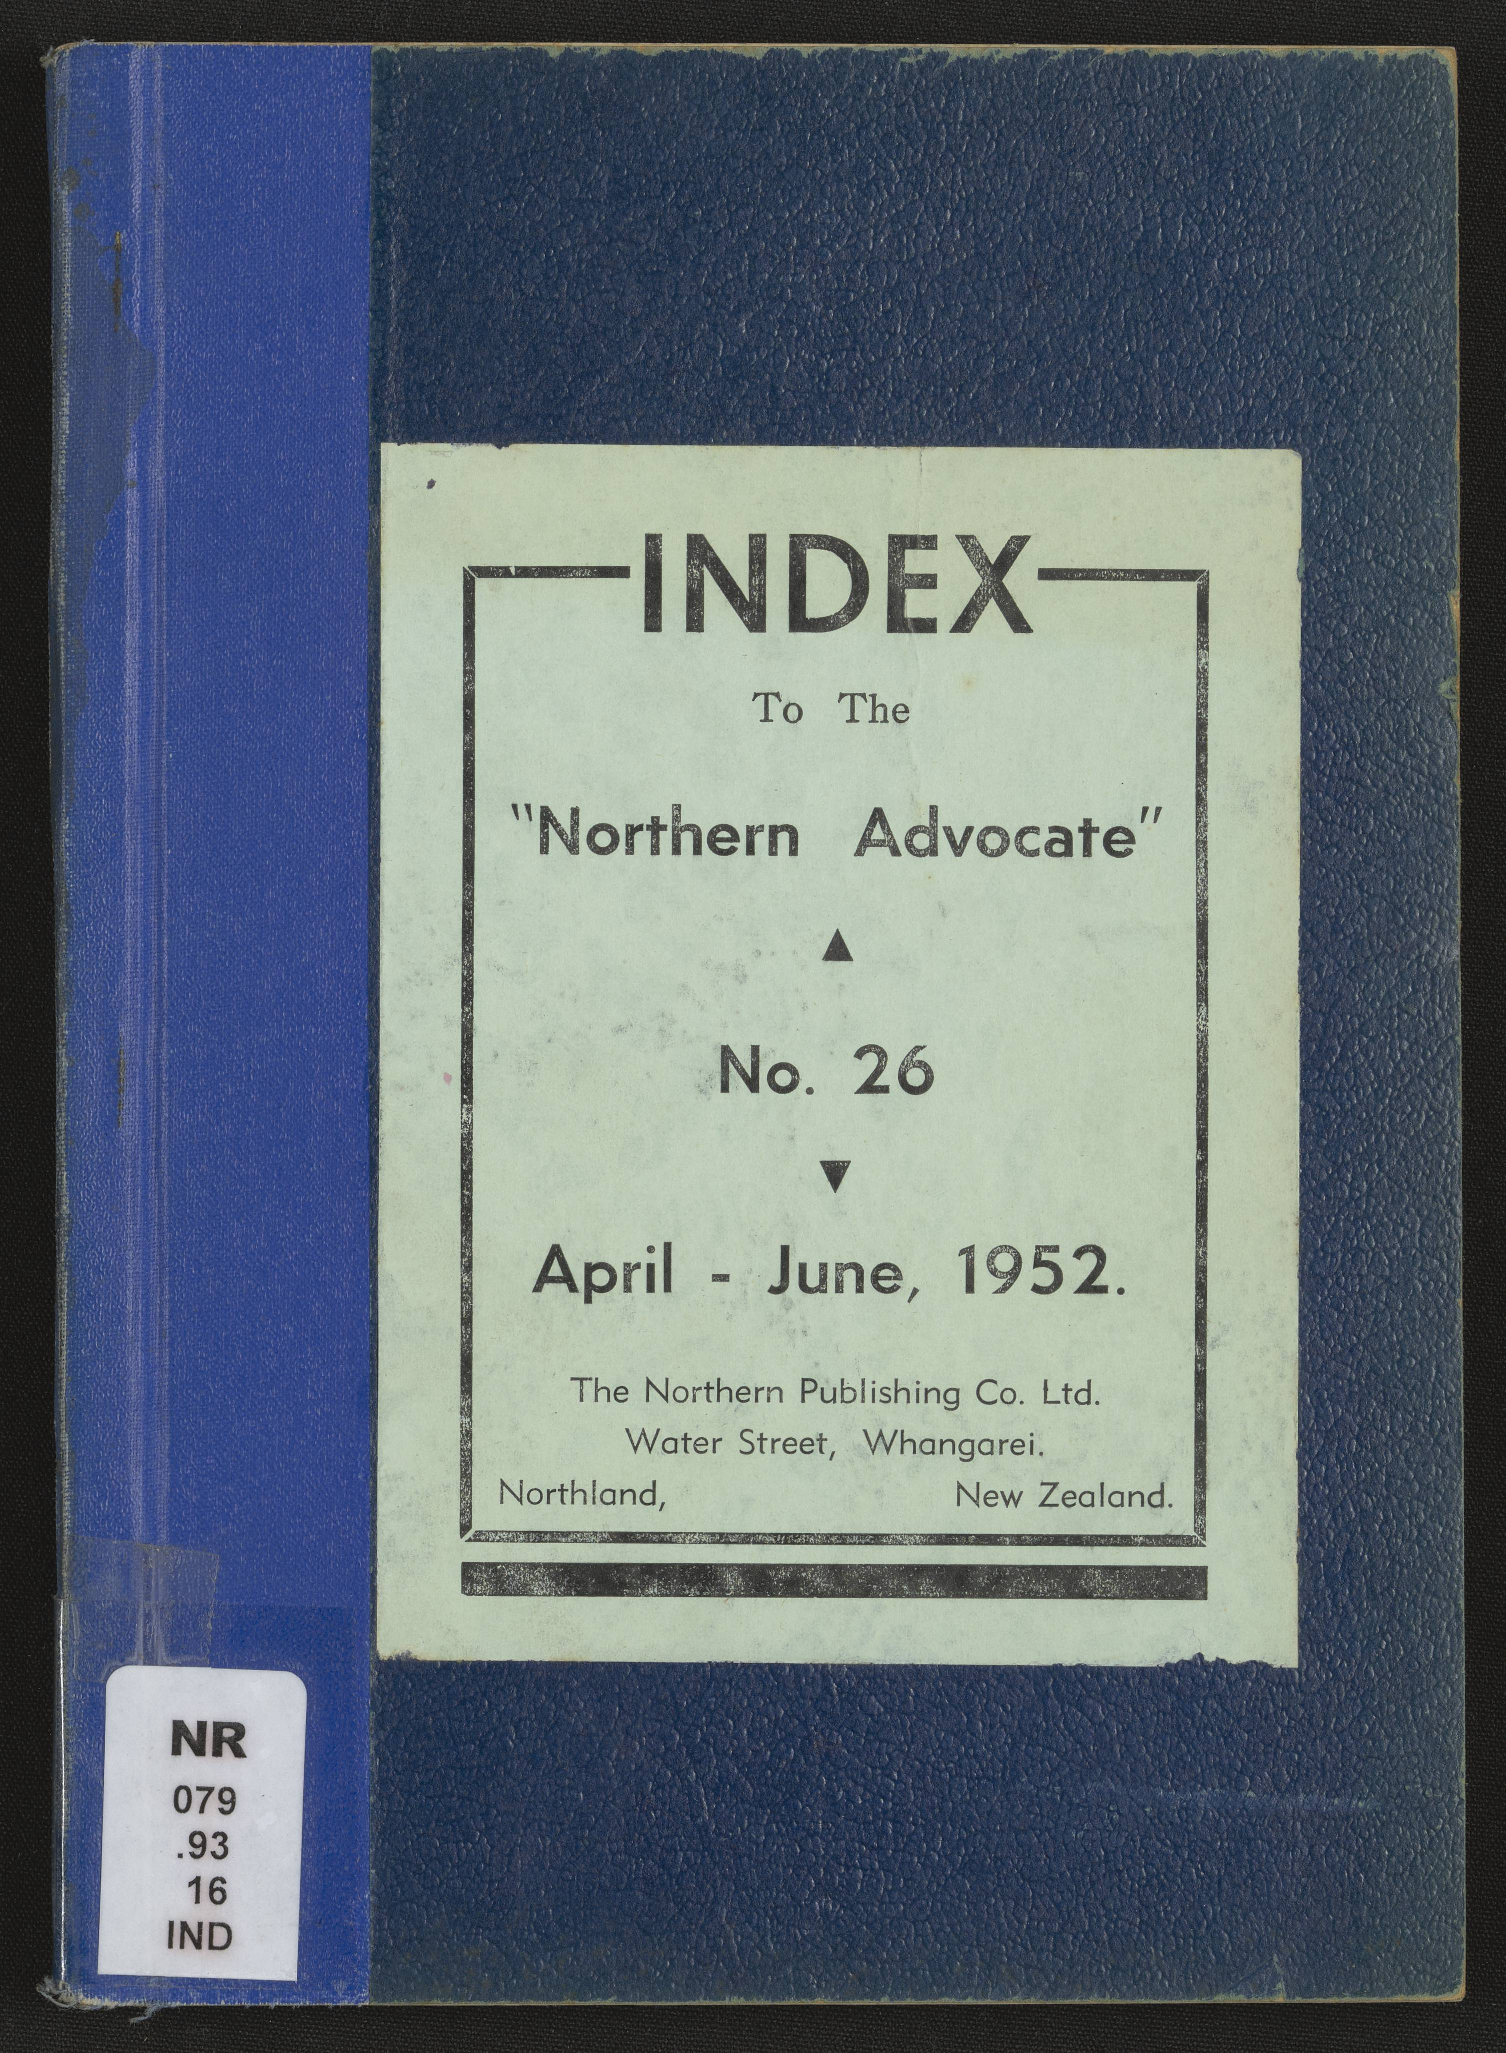 INDEX
To The
"Northern Advocate"
▲
No. 26
▼
April - June, 1952.
The Northern Publishing Co. Ltd.
Water Street, Whangarei.
Northland, New Zealand.
NR
079
.93
16
IND